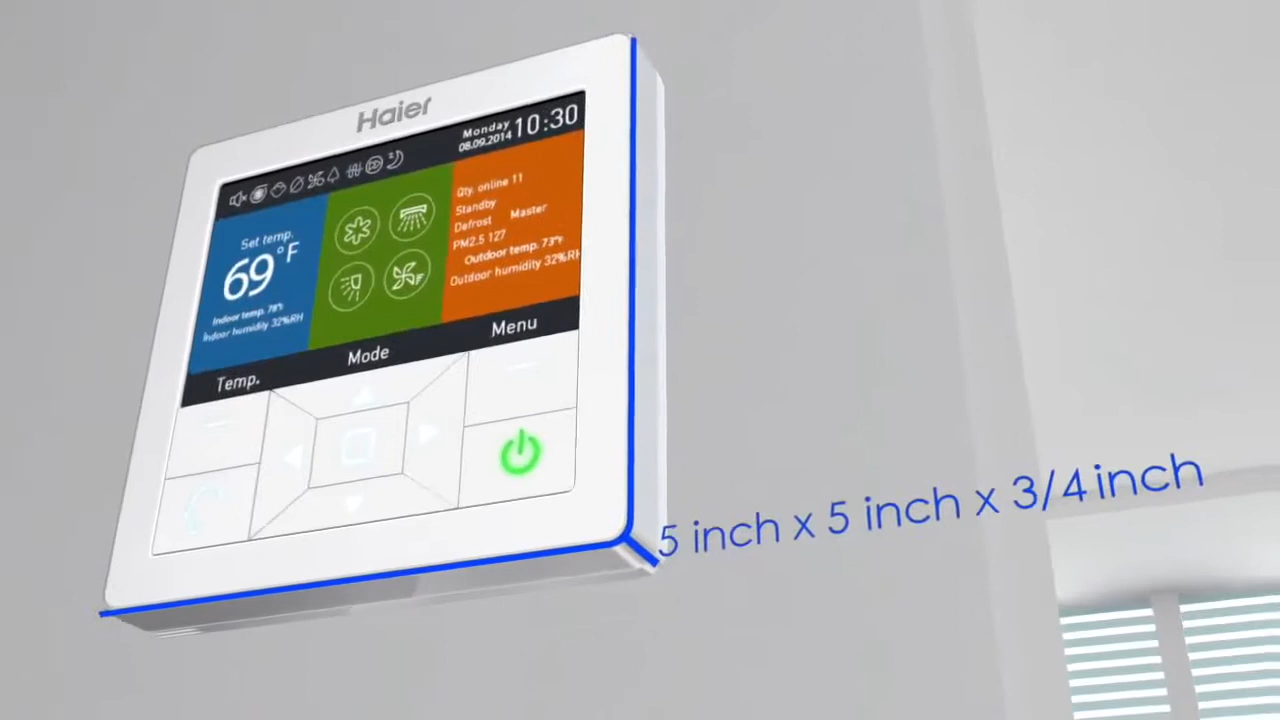 Haier
Monday
08.09.2014
10:30
Set temp.
69°F
Indoor temp. 78°F
Indoor humidity 32%RH
Qty. online 11
Standby
Defrost Master
PM2.5 127
Outdoor temp. 73°F
Outdoor humidity 32%RH
Temp.
Mode
Menu
5 inch x 5 inch x 3/4 inch